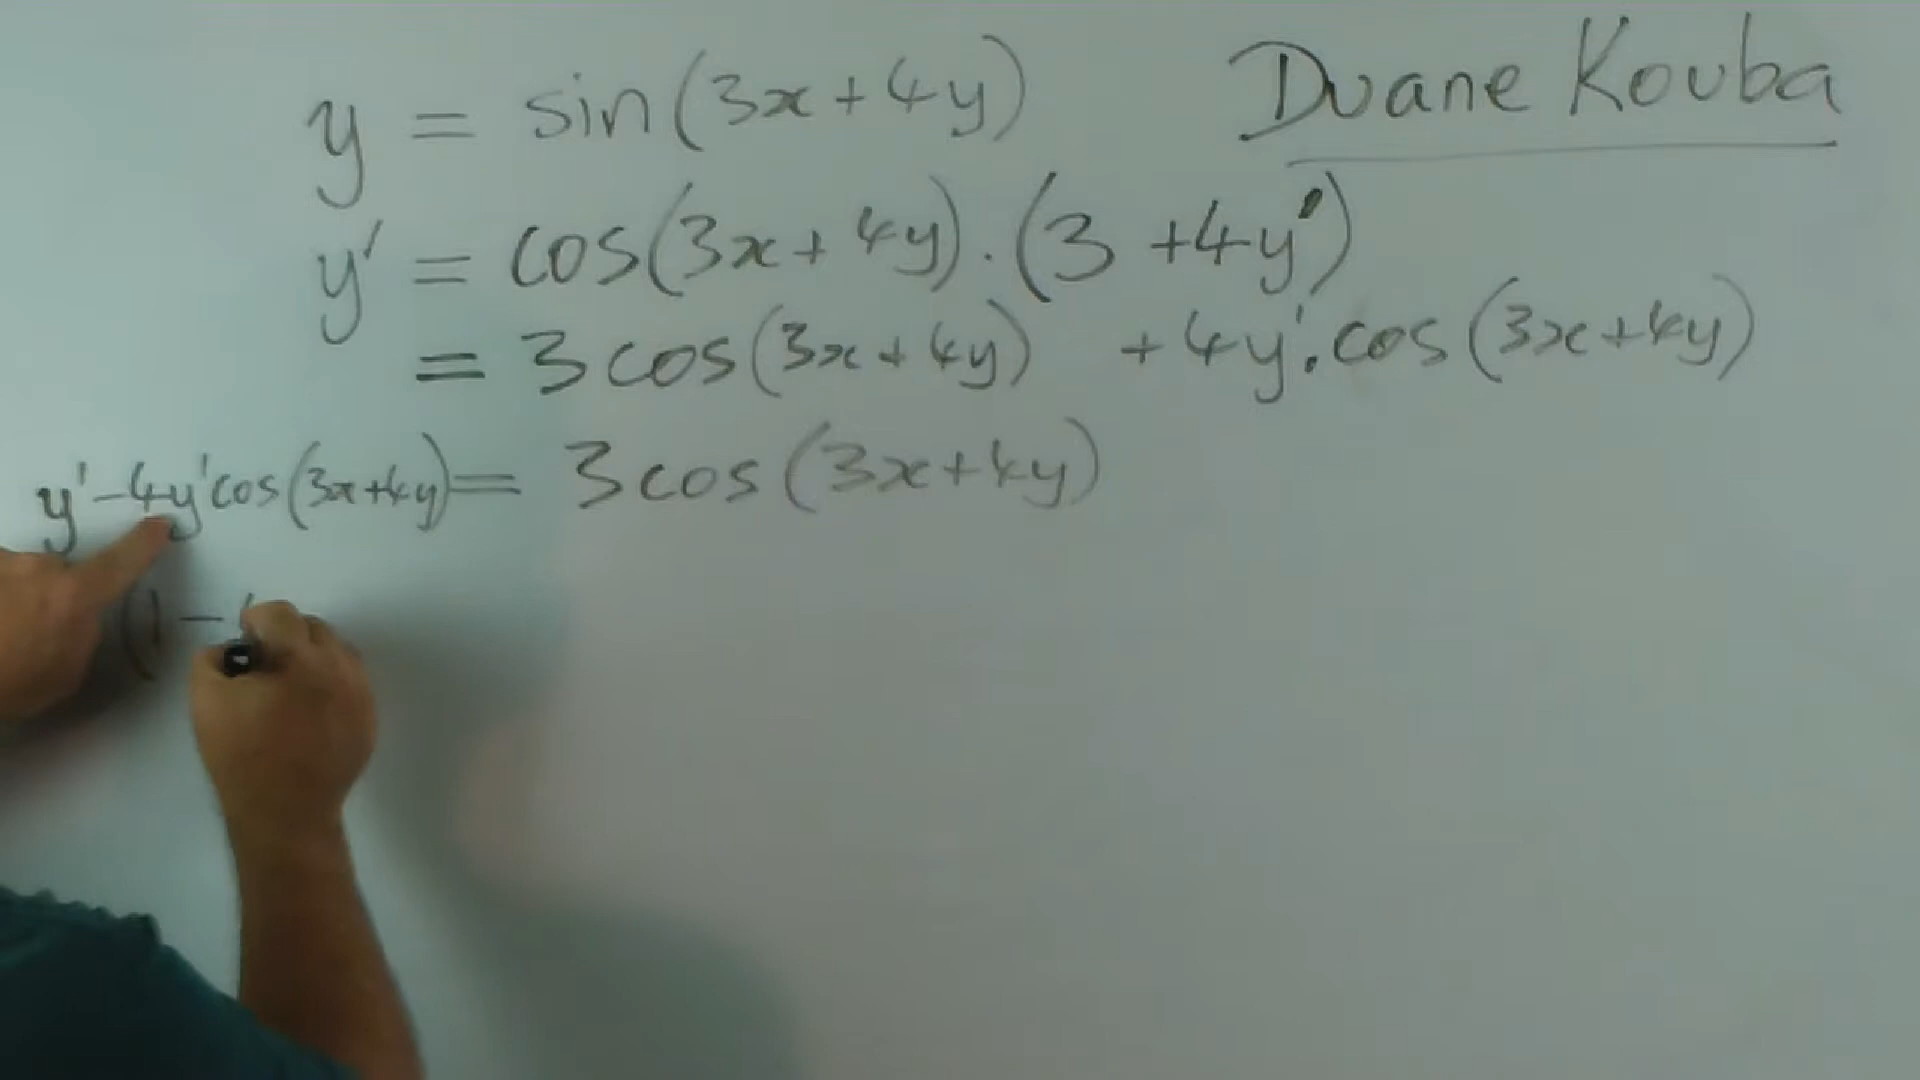 y = sin(3x+4y)
Duane Kouba
y' = cos(3x+4y).(3 +4y')
= 3cos(3x+4y) +4y'.cos(3x+4y)
y'-4y'cos(3x+4y) = 3cos(3x+4y)
(1-